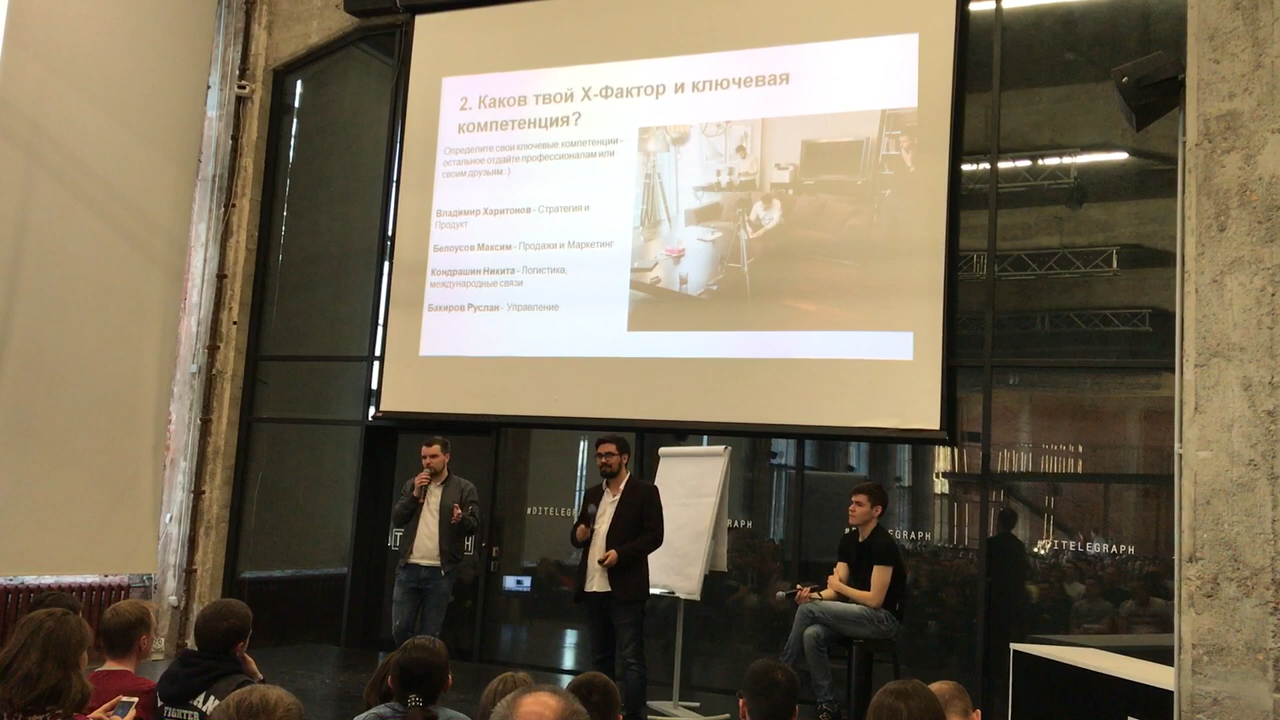 2. Каков твой Х-Фактор и ключевая
компетенция?
Определите свои ключевые компетенции -
остальное отдайте профессионалам или
своим друзьям :)
Владимир Харитонов - Стратегия и
Продукт
Белоусов Максим - Продажи и Маркетинг
Кондрашин Никита - Логистика,
международные связи
Бакиров Руслан - Управление
#DITELEGRAPH
#DITELEGRAPH
FIGHTER